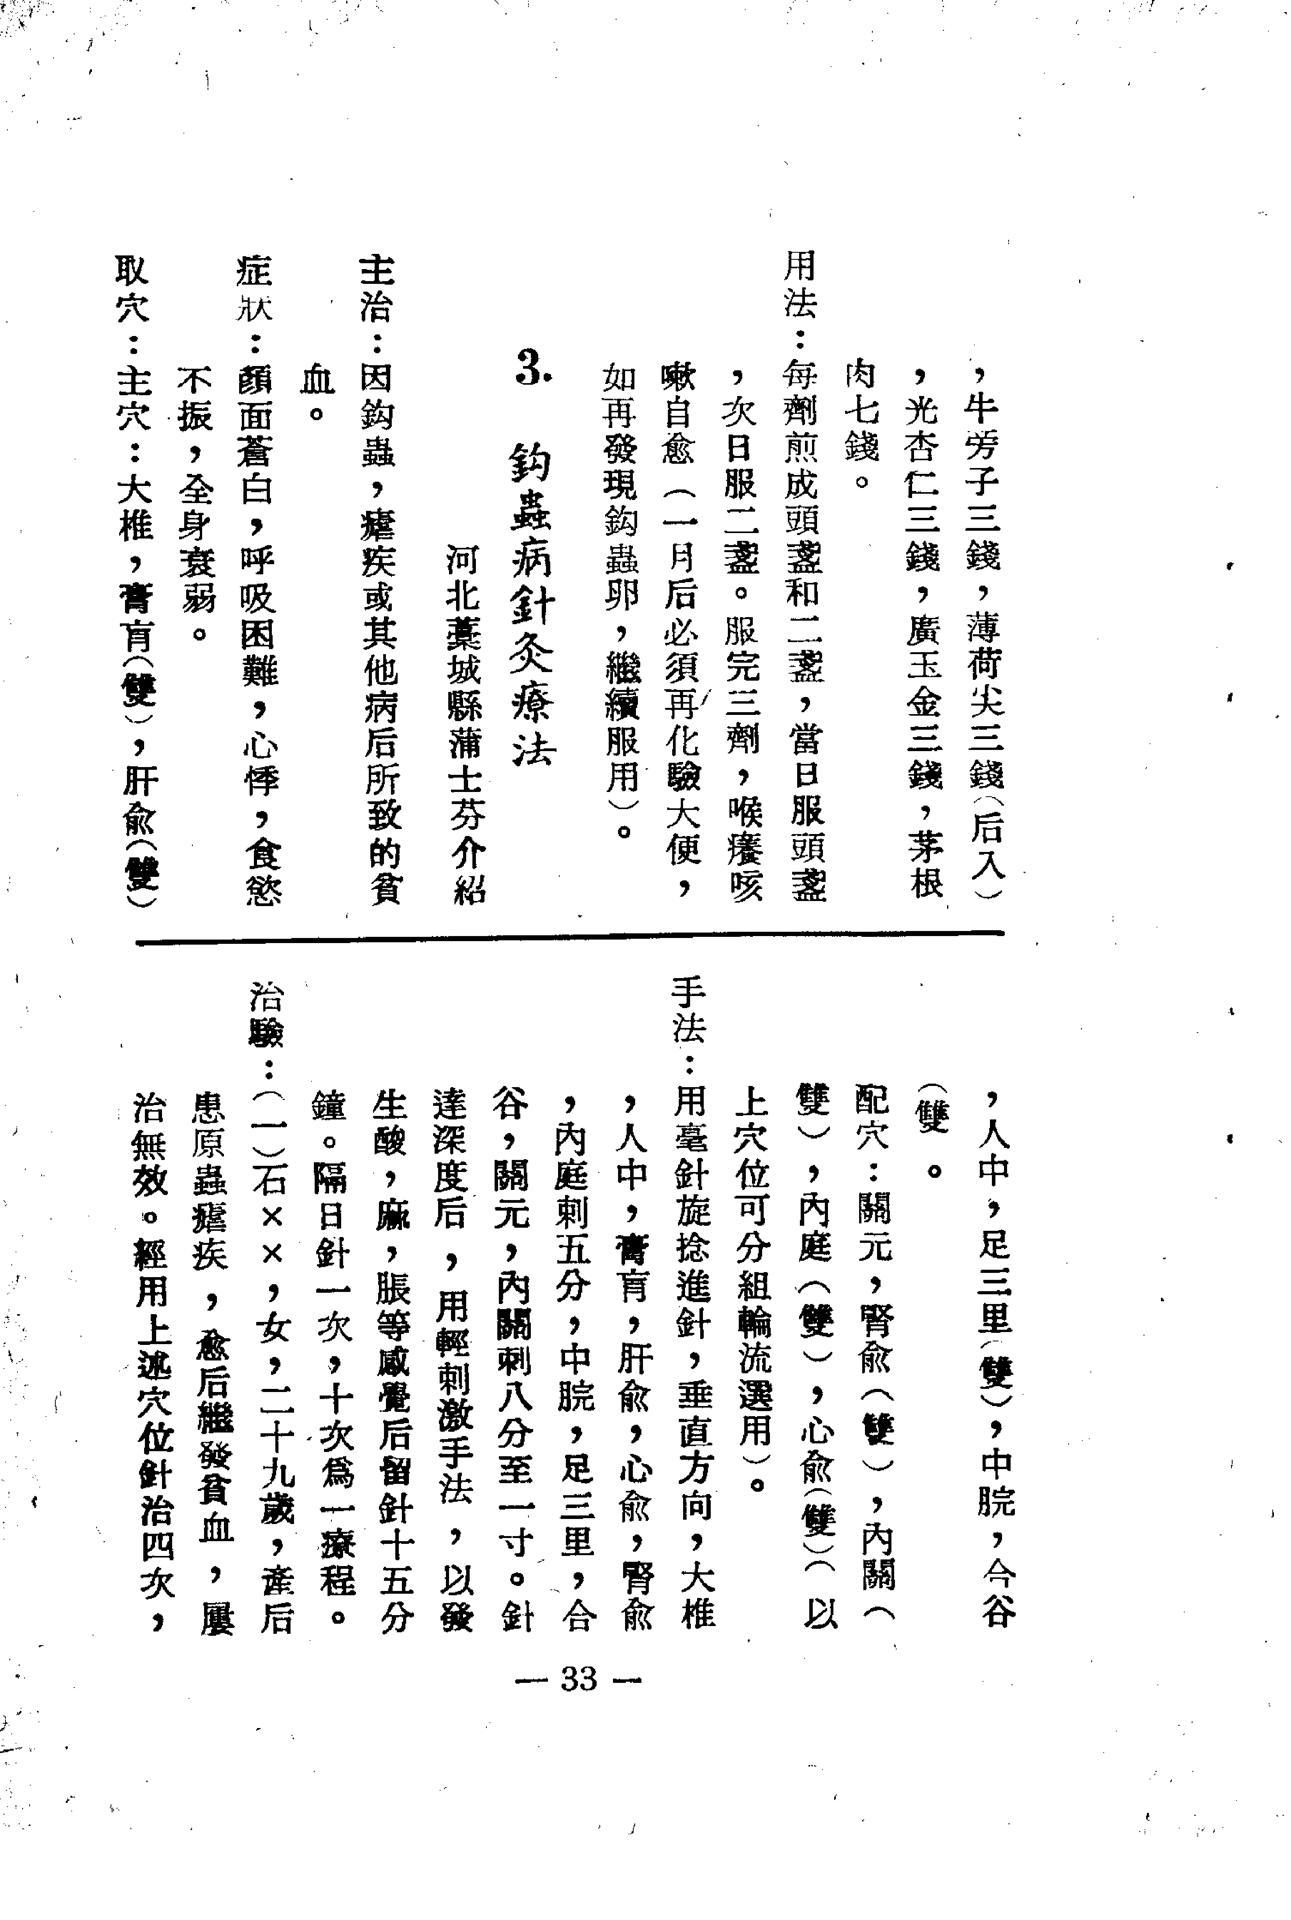 ，牛旁子三錢，薄荷尖三錢（后入）
，光杏仁三錢，廣玉金三錢，茅根
肉七錢。
用法：每劑煎成頭盞和二盞，當日服頭盞
，次日服二盞。服完三劑，喉癢咳
嗽自愈（一月后必須再化驗大便，
如再發現鈎蟲卵，繼續服用）。
3. 鈎蟲病針灸療法
河北藁城縣蒲士芬介紹
主治：因鈎蟲，瘧疾或其他病后所致的貧
血。
症狀：顏面蒼白，呼吸困難，心悸，食慾
不振，全身衰弱。
取穴：主穴：大椎，膏肓（雙），肝俞（雙）
，人中，足三里（雙），中脘，合谷
（雙。
配穴：關元，腎俞（雙），內關（
雙），內庭（雙），心俞（雙）（以
上穴位可分組輪流選用）。
手法：用毫針旋捻進針，垂直方向，大椎
，人中，膏肓，肝俞，心俞，腎俞
，內庭刺五分，中脘，足三里，合
谷，關元，內關刺八分至一寸。針
達深度后，用輕刺激手法，以發
生酸，麻，脹等感覺后留針十五分
鐘。隔日針一次，十次爲一療程。
治驗：（一）石××，女，二十九歲，產后
患原蟲瘧疾，愈后繼發貧血，屢
治無效。經用上述穴位針治四次，
— 33 —